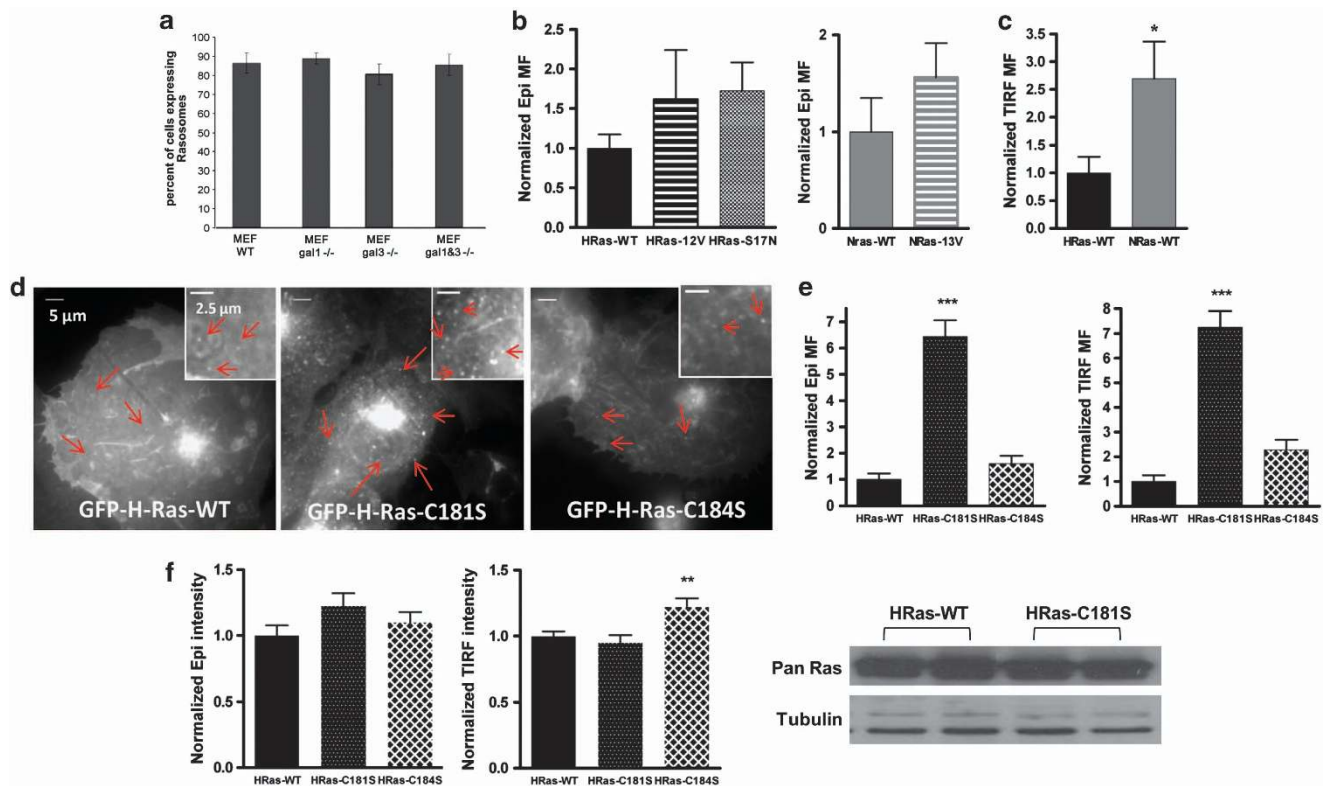 a
percent of cells expressing
Rasosomes
100
90
80
70
60
50
40
30
20
10
0
MEF
WT
MEF
gal1 -/-
MEF
gal3 -/-
MEF
gal1&3 -/-
b
Normalized Epi MF
2.5
2.0
1.5
1.0
0.5
0.0
HRas-WT HRas-12V HRas-S17N
Normalized Epi MF
2
1
0
Nras-WT NRas-13V
c
Normalized TIRF MF
3.5
3.0
2.5
2.0
1.5
1.0
0.5
0.0
*
HRas-WT NRas-WT
d
5 µm
2.5 µm
GFP-H-Ras-WT
GFP-H-Ras-C181S
GFP-H-Ras-C184S
e
Normalized Epi MF
7
6
5
4
3
2
1
0
***
HRas-WT HRas-C181S HRas-C184S
Normalized TIRF MF
8
7
6
5
4
3
2
1
0
***
HRas-WT HRas-C181S HRas-C184S
f
Normalized Epi intensity
1.5
1.0
0.5
0.0
HRas-WT HRas-C181S HRas-C184S
Normalized TIRF intensity
1.5
1.0
1.5
0.0
**
HRas-WT HRas-C181S HRas-C184S
HRas-WT HRas-C181S
Pan Ras
Tubulin